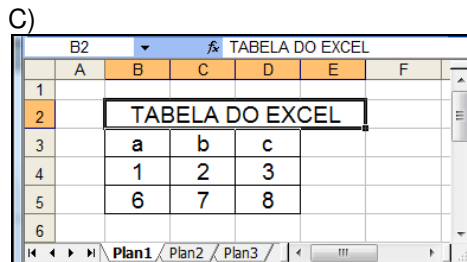 C)
B2 fx TABELA DO EXCEL
A B C D E F
1
2 TABELA DO EXCEL
3 a b c
4 1 2 3
5 6 7 8
6
Plan1 Plan2 Plan3